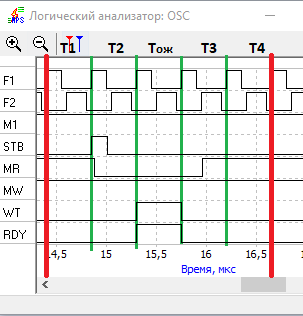 Логический анализатор: OSC
T1 T2 Тож T3 T4
F1
F2
M1
STB
MR
MW
WT
RDY
14,5 15 15,5 16 16,5
Время, мкс